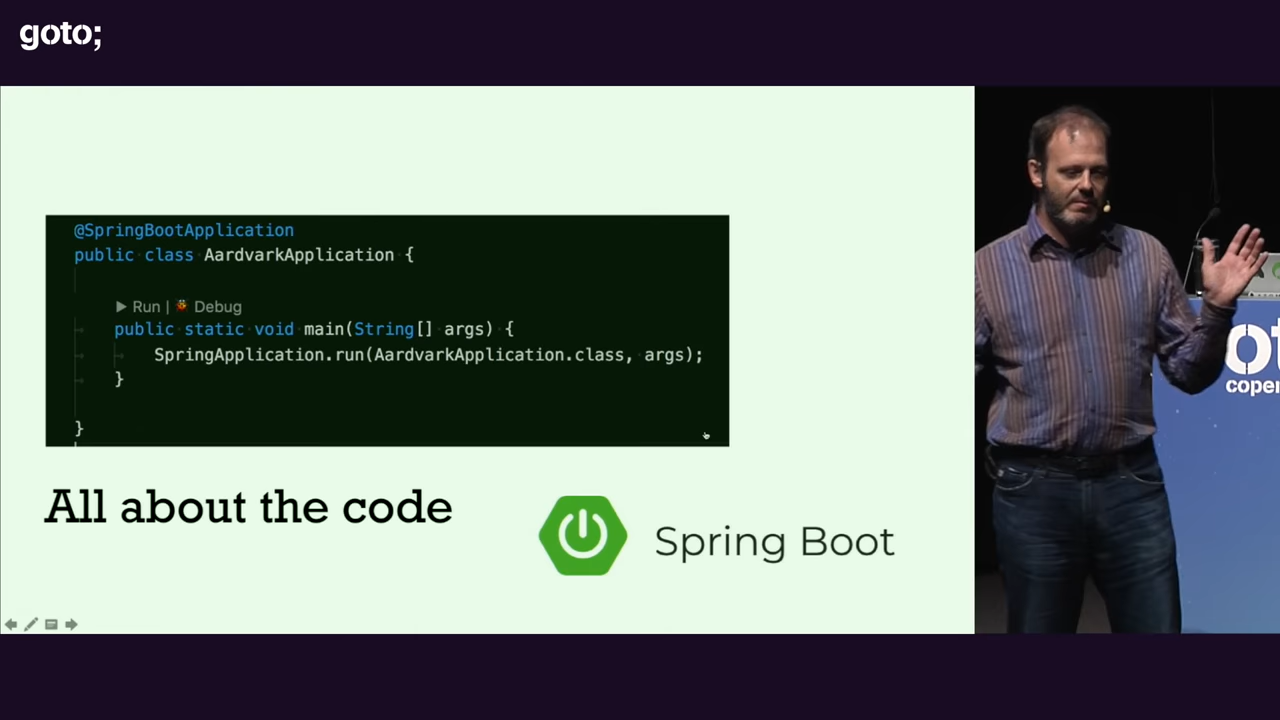 goto;
@SpringBootApplication
public class AardvarkApplication {
Run | Debug
public static void main(String[] args) {
SpringApplication.run(AardvarkApplication.class, args);
}
}
All about the code
Spring Boot